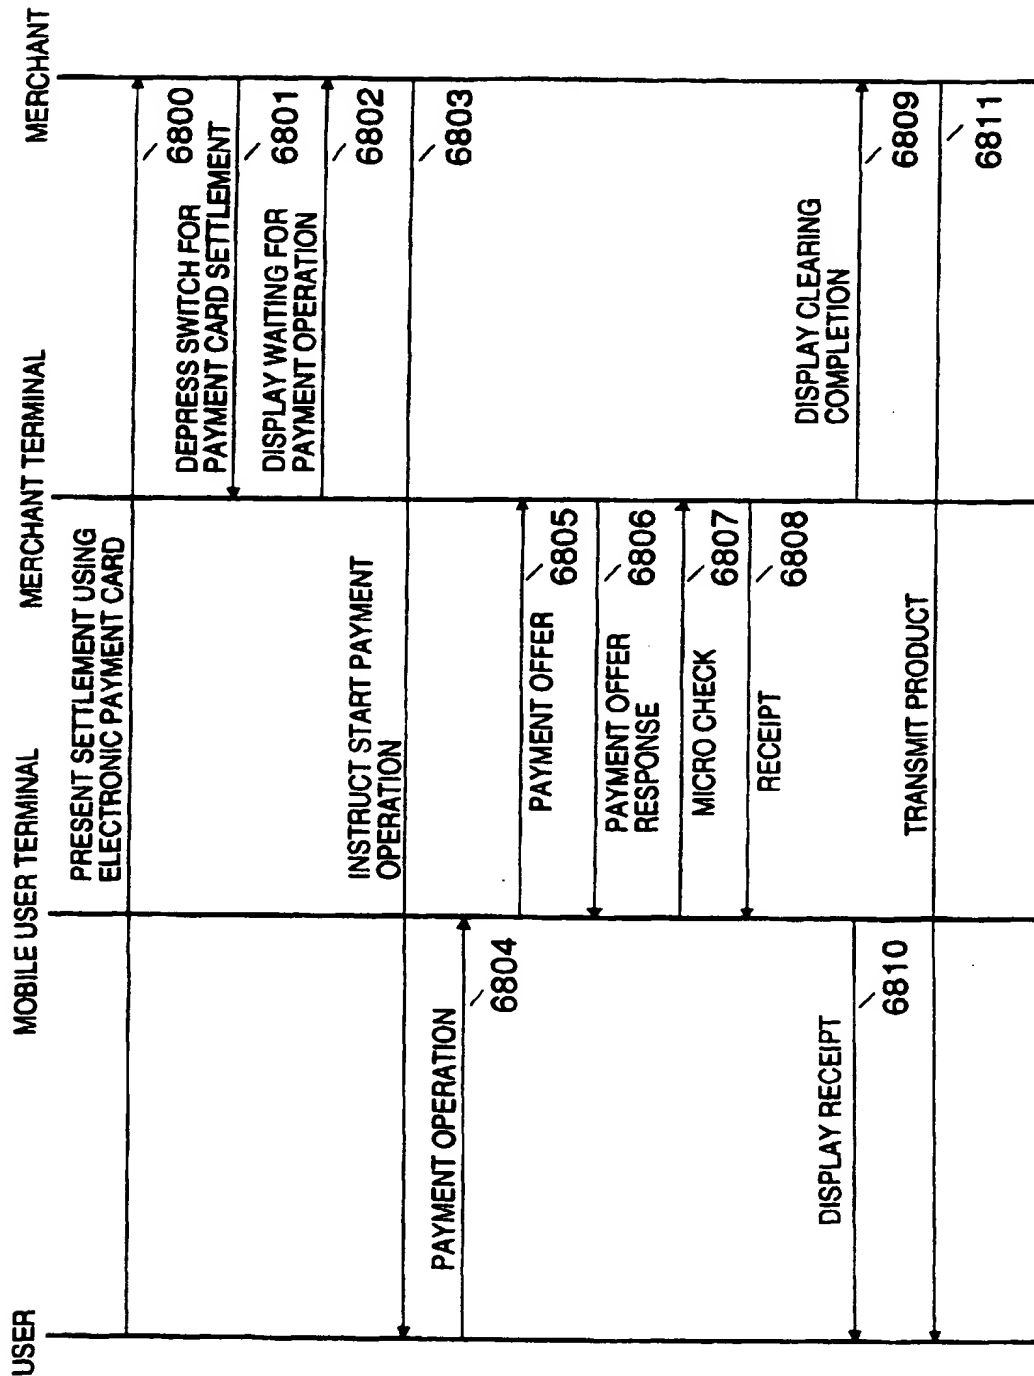 USER
MOBILE USER TERMINAL
MERCHANT TERMINAL
MERCHANT
PRESENT SETTLEMENT USING
ELECTRONIC PAYMENT CARD
6800
DEPRESS SWITCH FOR
PAYMENT CARD SETTLEMENT
6801
DISPLAY WAITING FOR
PAYMENT OPERATION
6802
INSTRUCT START PAYMENT
OPERATION
6803
PAYMENT OPERATION
6804
PAYMENT OFFER
6805
PAYMENT OFFER
RESPONSE
6806
MICRO CHECK
6807
RECEIPT
6808
DISPLAY CLEARING
COMPLETION
6809
DISPLAY RECEIPT
6810
TRANSMIT PRODUCT
6811